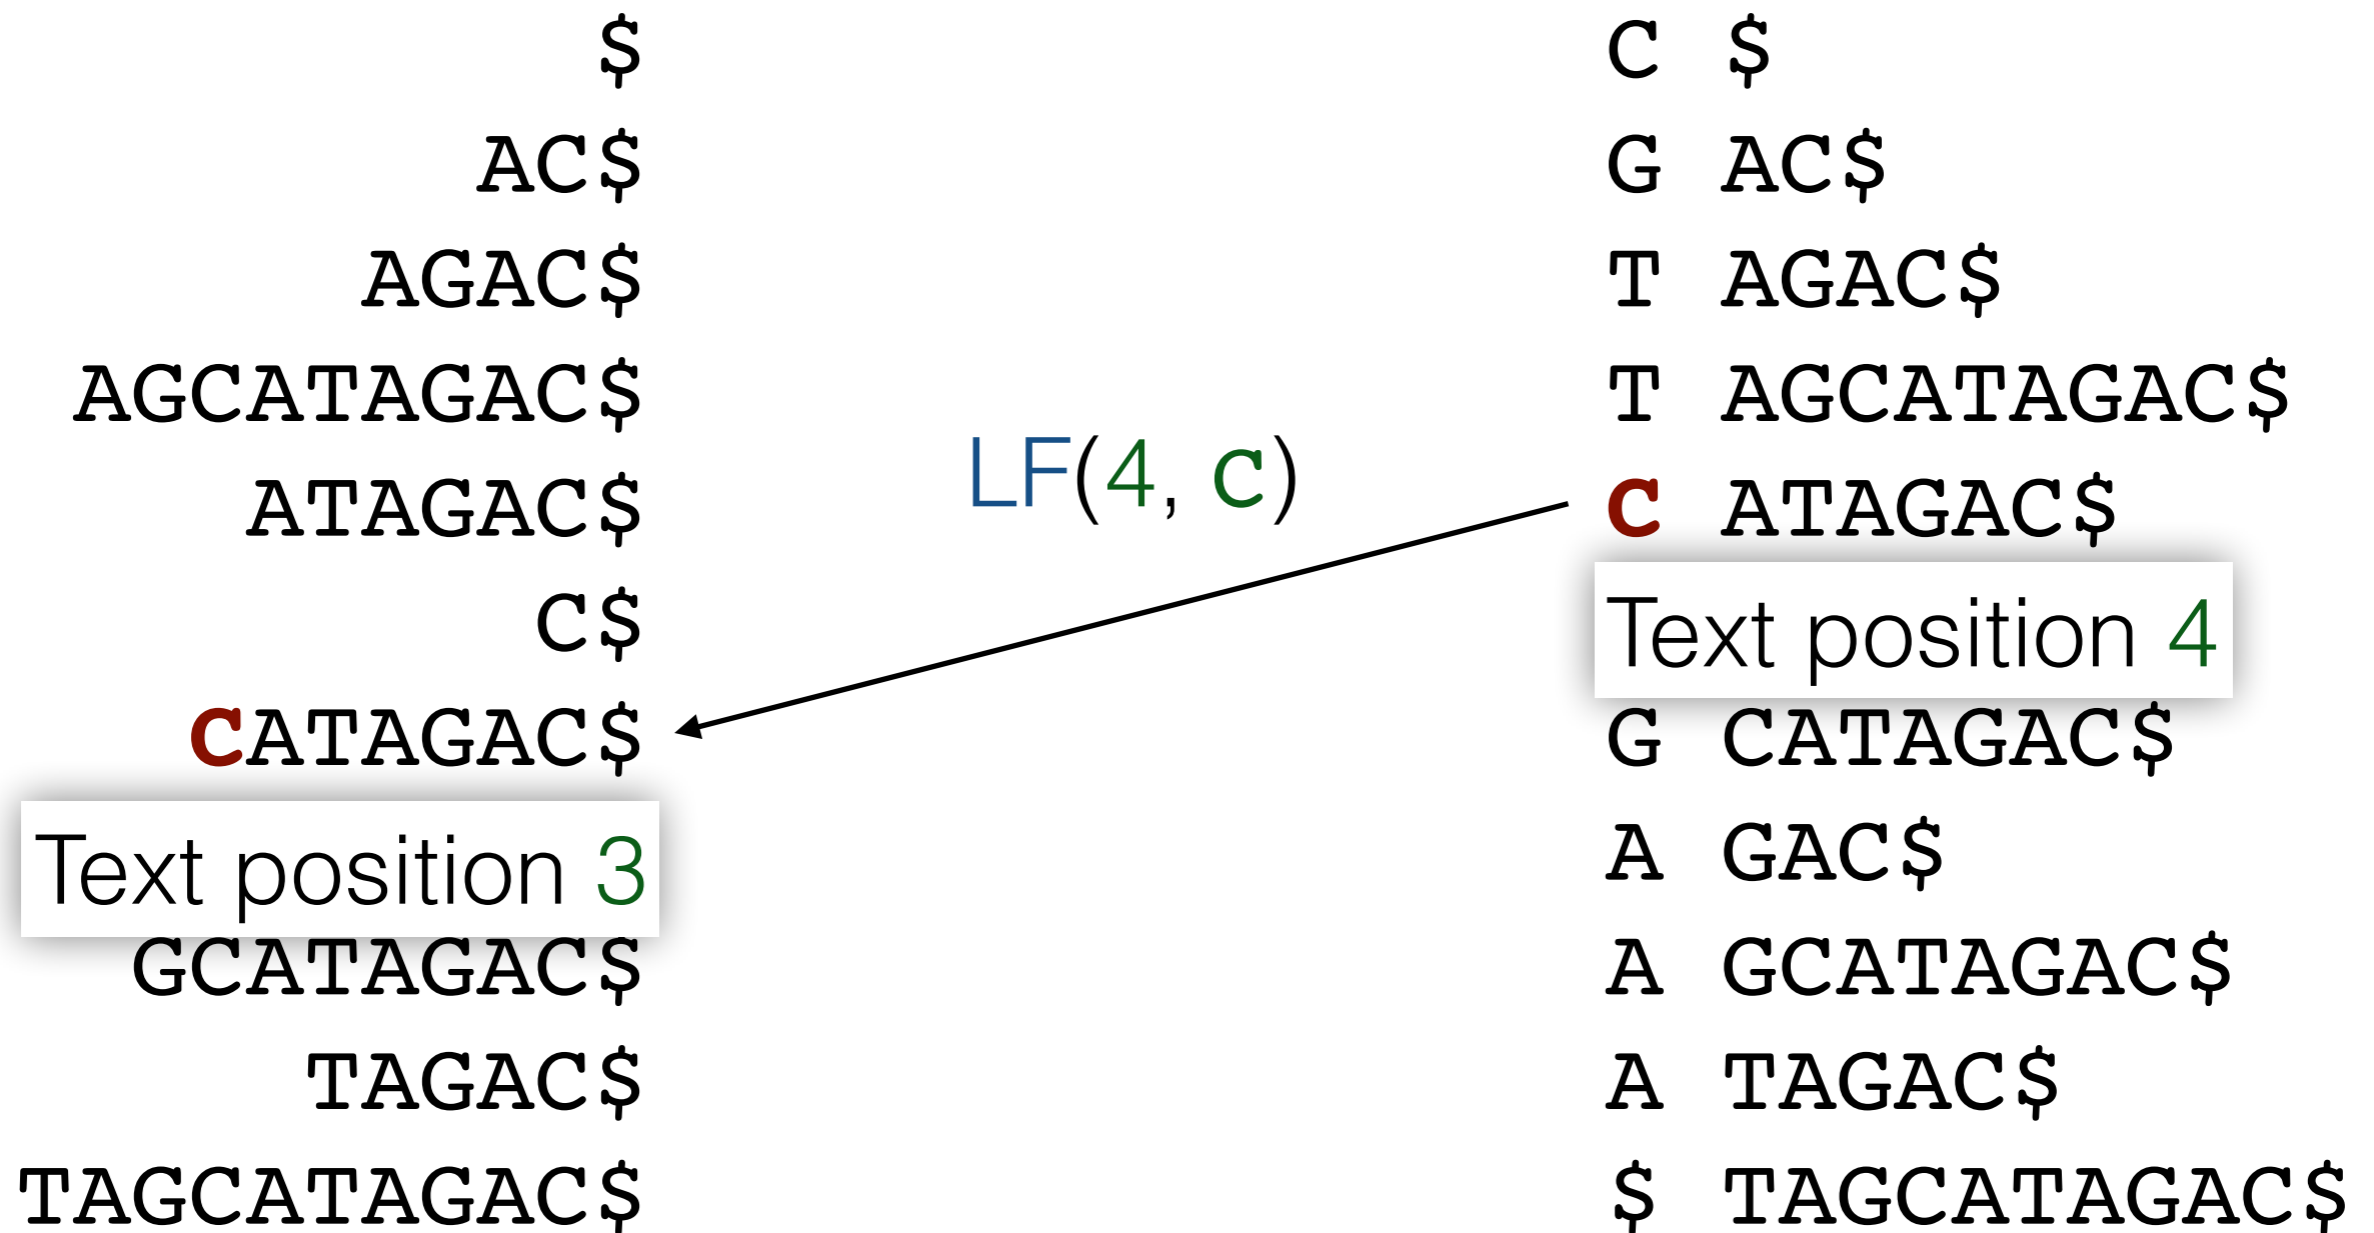 $ C $
AC$ G AC$
AGAC$ T AGAC$
AGCATAGAC$ T AGCATAGAC$
LF(4, C)
ATAGAC$ C ATAGAC$
C$ Text position 4
CATAGAC$ G CATAGAC$
Text position 3 A GAC$
GCATAGAC$ A GCATAGAC$
TAGAC$ A TAGAC$
TAGCATAGAC$ $ TAGCATAGAC$